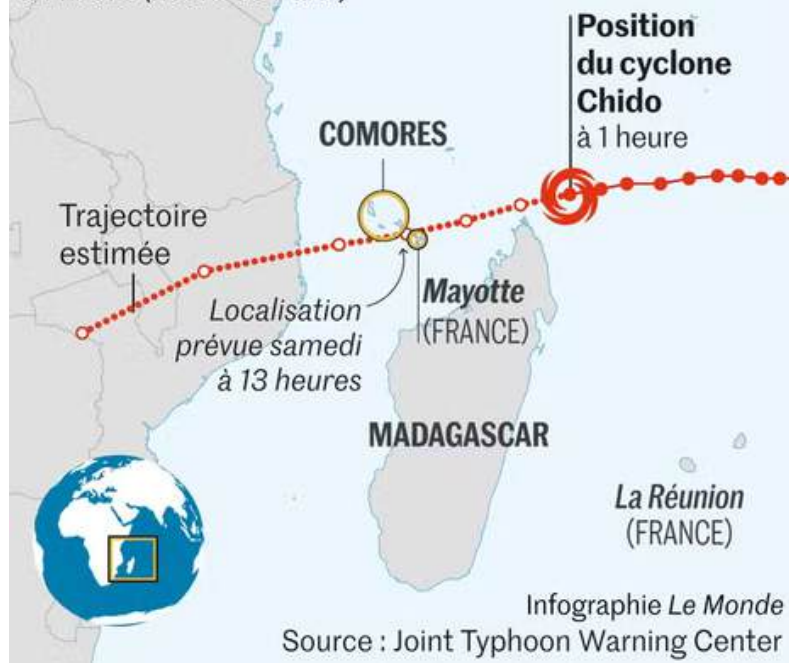 Position
du cyclone
Chido
à 1 heure
COMORES
Trajectoire
estimée
Localisation
prévue samedi
à 13 heures
Mayotte
(FRANCE)
MADAGASCAR
La Réunion
(FRANCE)
Infographie Le Monde
Source : Joint Typhoon Warning Center